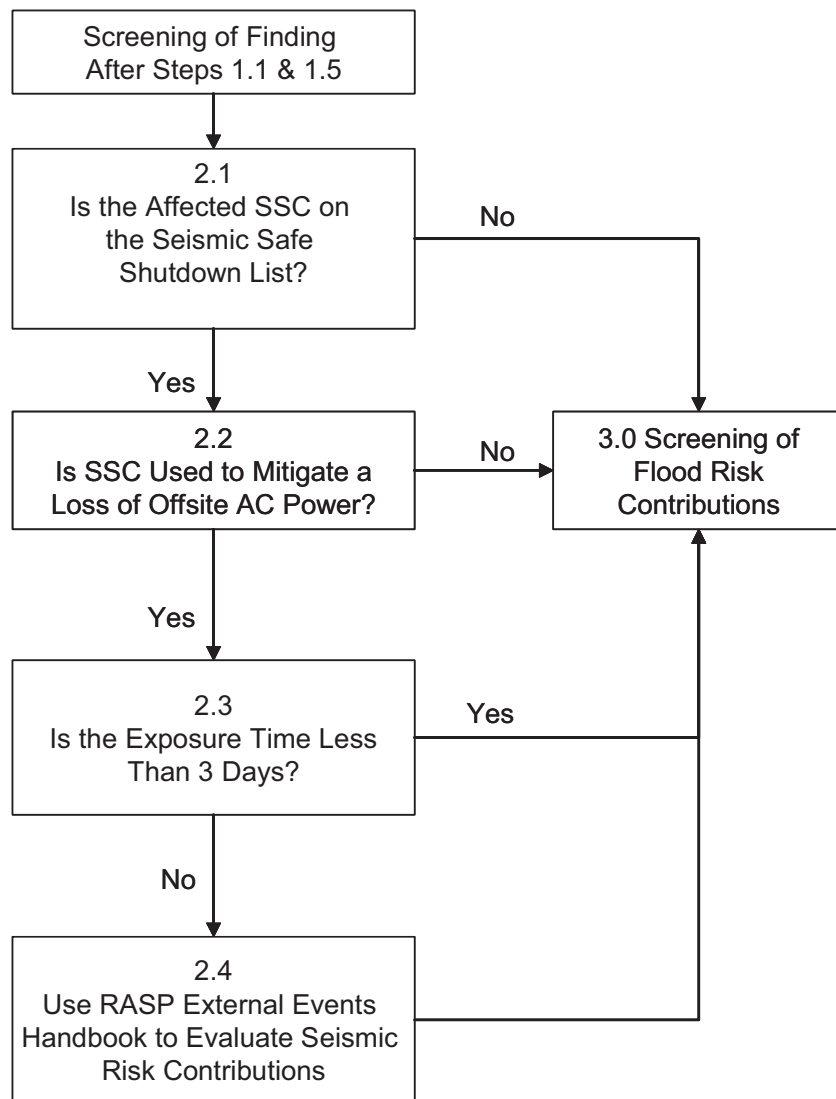 Screening of Finding
After Steps 1.1 & 1.5
2.1
Is the Affected SSC on
the Seismic Safe
Shutdown List?
No
Yes
2.2
Is SSC Used to Mitigate a
Loss of Offsite AC Power?
No
3.0 Screening of
Flood Risk
Contributions
Yes
2.3
Is the Exposure Time Less
Than 3 Days?
Yes
No
2.4
Use RASP External Events
Handbook to Evaluate Seismic
Risk Contributions